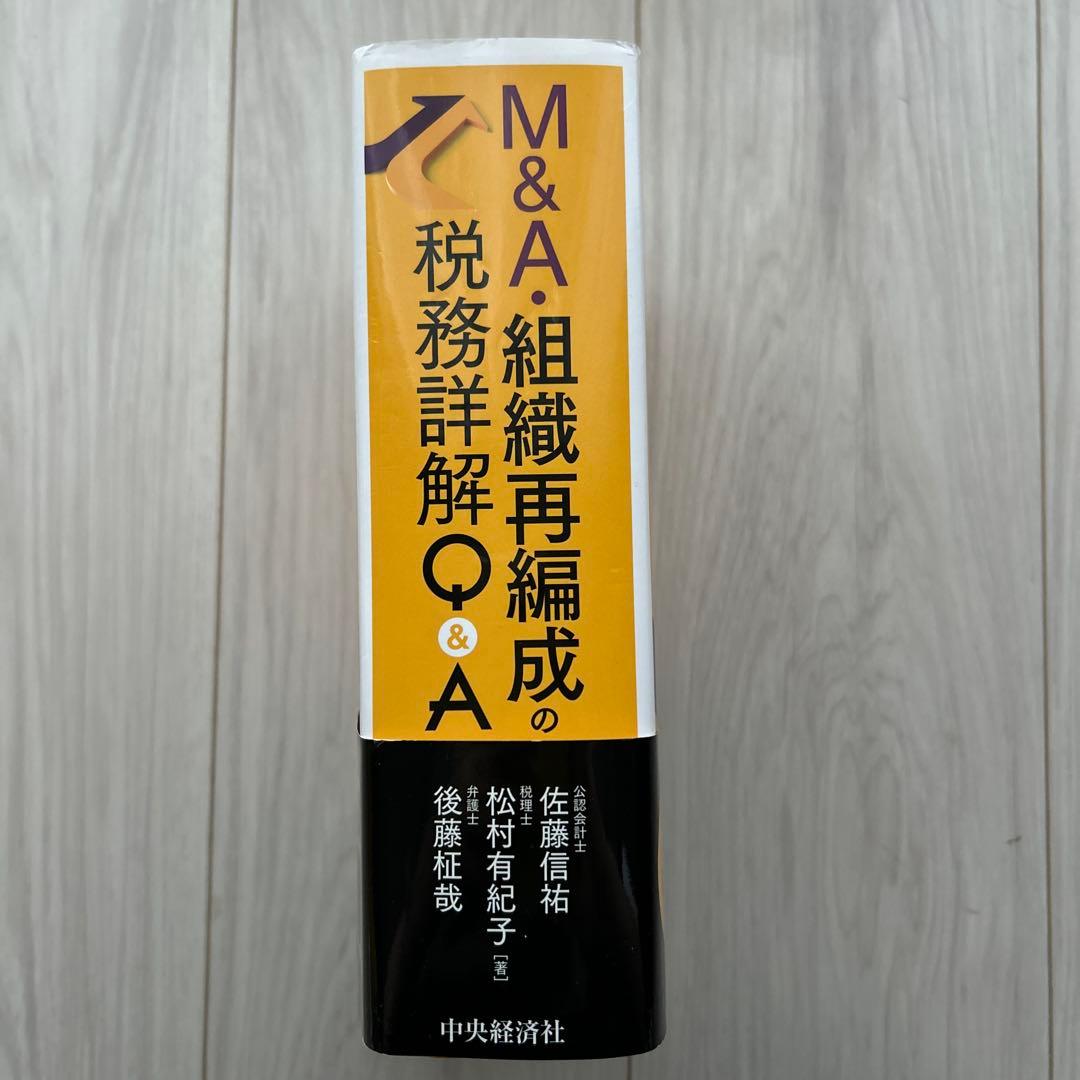 M&A・組織再編成の
税務詳解Q&A
公認会計士
佐藤信祐
税理士
松村有紀子[著]
弁護士
後藤柾哉
中央経済社